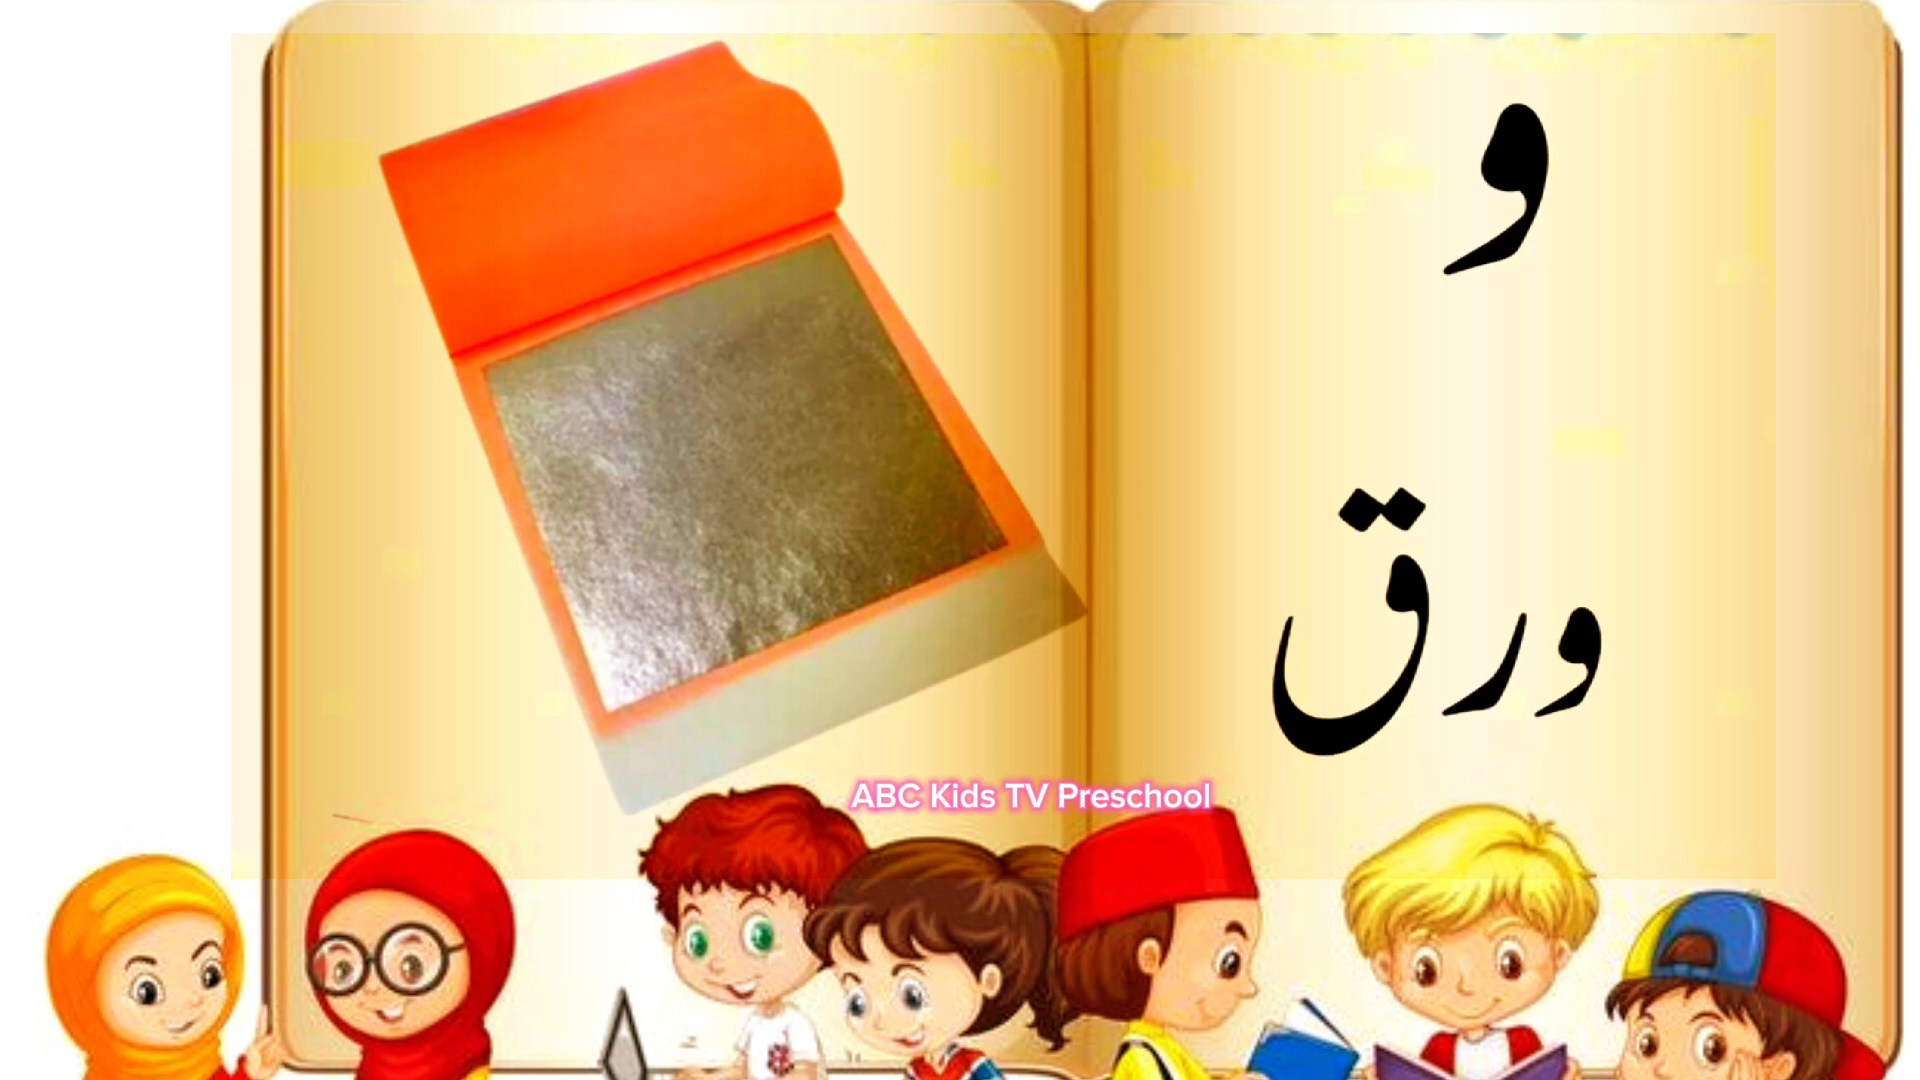 و
ورق
ABC Kids TV Preschool